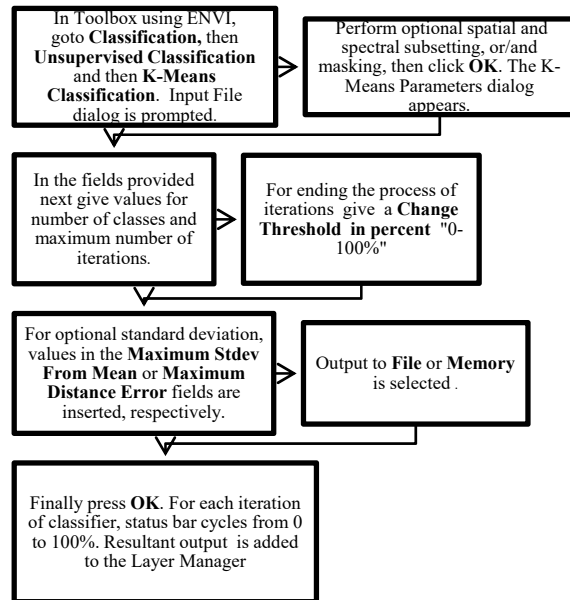 In Toolbox using ENVI,
goto Classification, then
Unsupervised Classification
and then K-Means
Classification. Input File
dialog is prompted.
Perform optional spatial and
spectral subsetting, or/and
masking, then click OK. The K-
Means Parameters dialog
appears.
In the fields provided
next give values for
number of classes and
maximum number of
iterations.
For ending the process of
iterations give a Change
Threshold in percent "0-
100%"
For optional standard deviation,
values in the Maximum Stdev
From Mean or Maximum
Distance Error fields are
inserted, respectively.
Output to File or Memory
is selected .
Finally press OK. For each iteration
of classifier, status bar cycles from 0
to 100%. Resultant output is added
to the Layer Manager